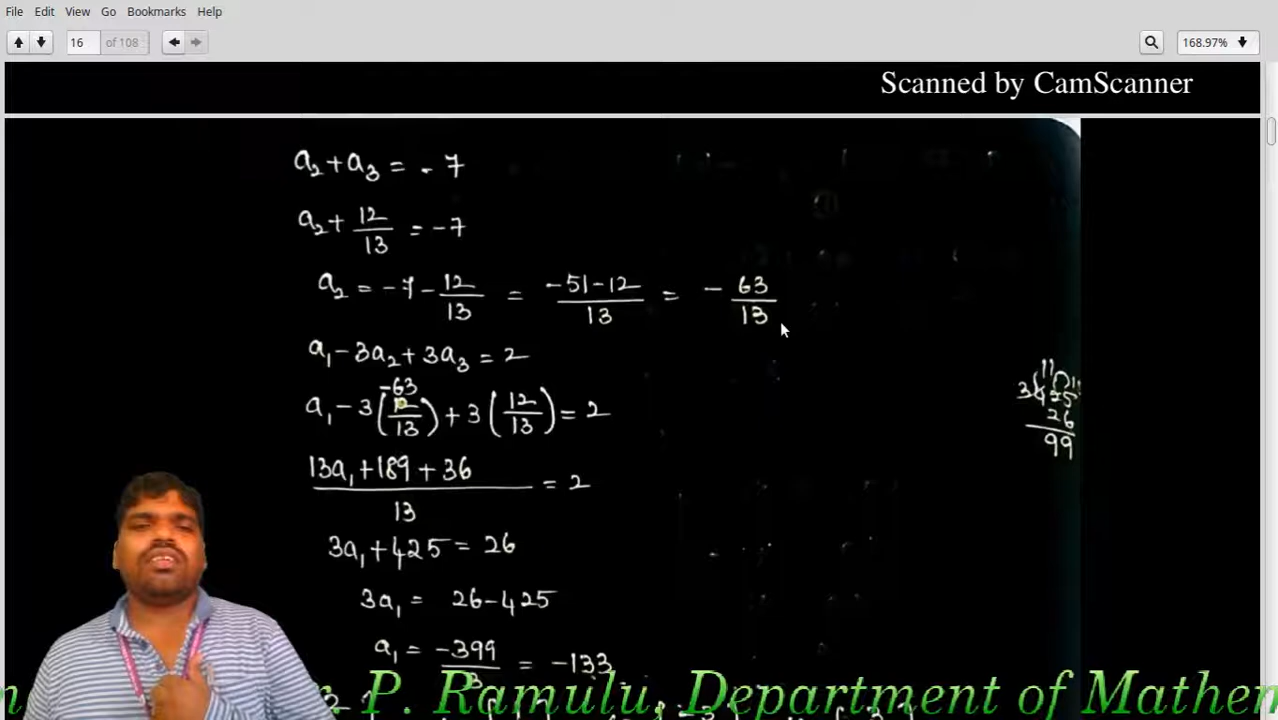 File Edit View Go Bookmarks Help
16 of 108 168.97%
Scanned by CamScanner
a₂ + a₃ = - 7
a₂ + 12/13 = -7
a₂ = -7 - 12/13 = (-51-12)/13 = - 63/13
a₁ - 3a₂ + 3a₃ = 2
a₁ - 3(-63/13) + 3(12/13) = 2
(13a₁ + 189 + 36)/13 = 2
3a₁ + 425 = 26
3a₁ = 26 - 425
a₁ = -399/3 = -133
425
26
99
P. Ramulu, Department of Mathem